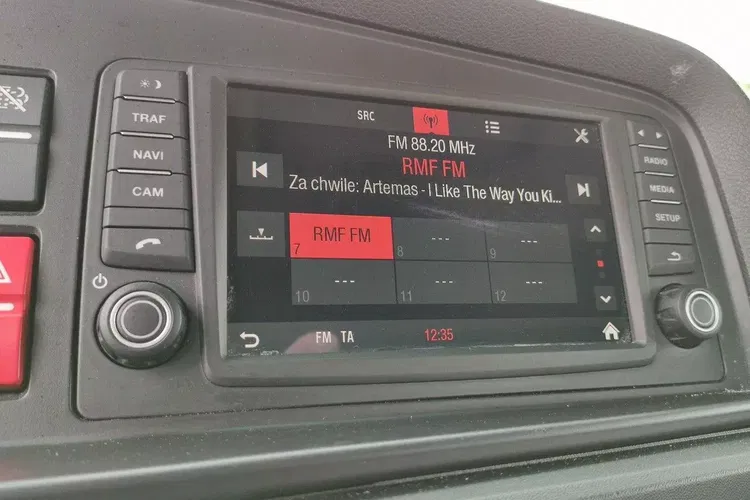 TRAF
NAVI
CAM
SRC
FM 88.20 MHz
RMF FM
Za chwile: Artemas - I Like The Way You Ki...
7 RMF FM
8 ---
9 ---
10 ---
11 ---
12 ---
FM TA 12:35
RADIO
MEDIA
SETUP